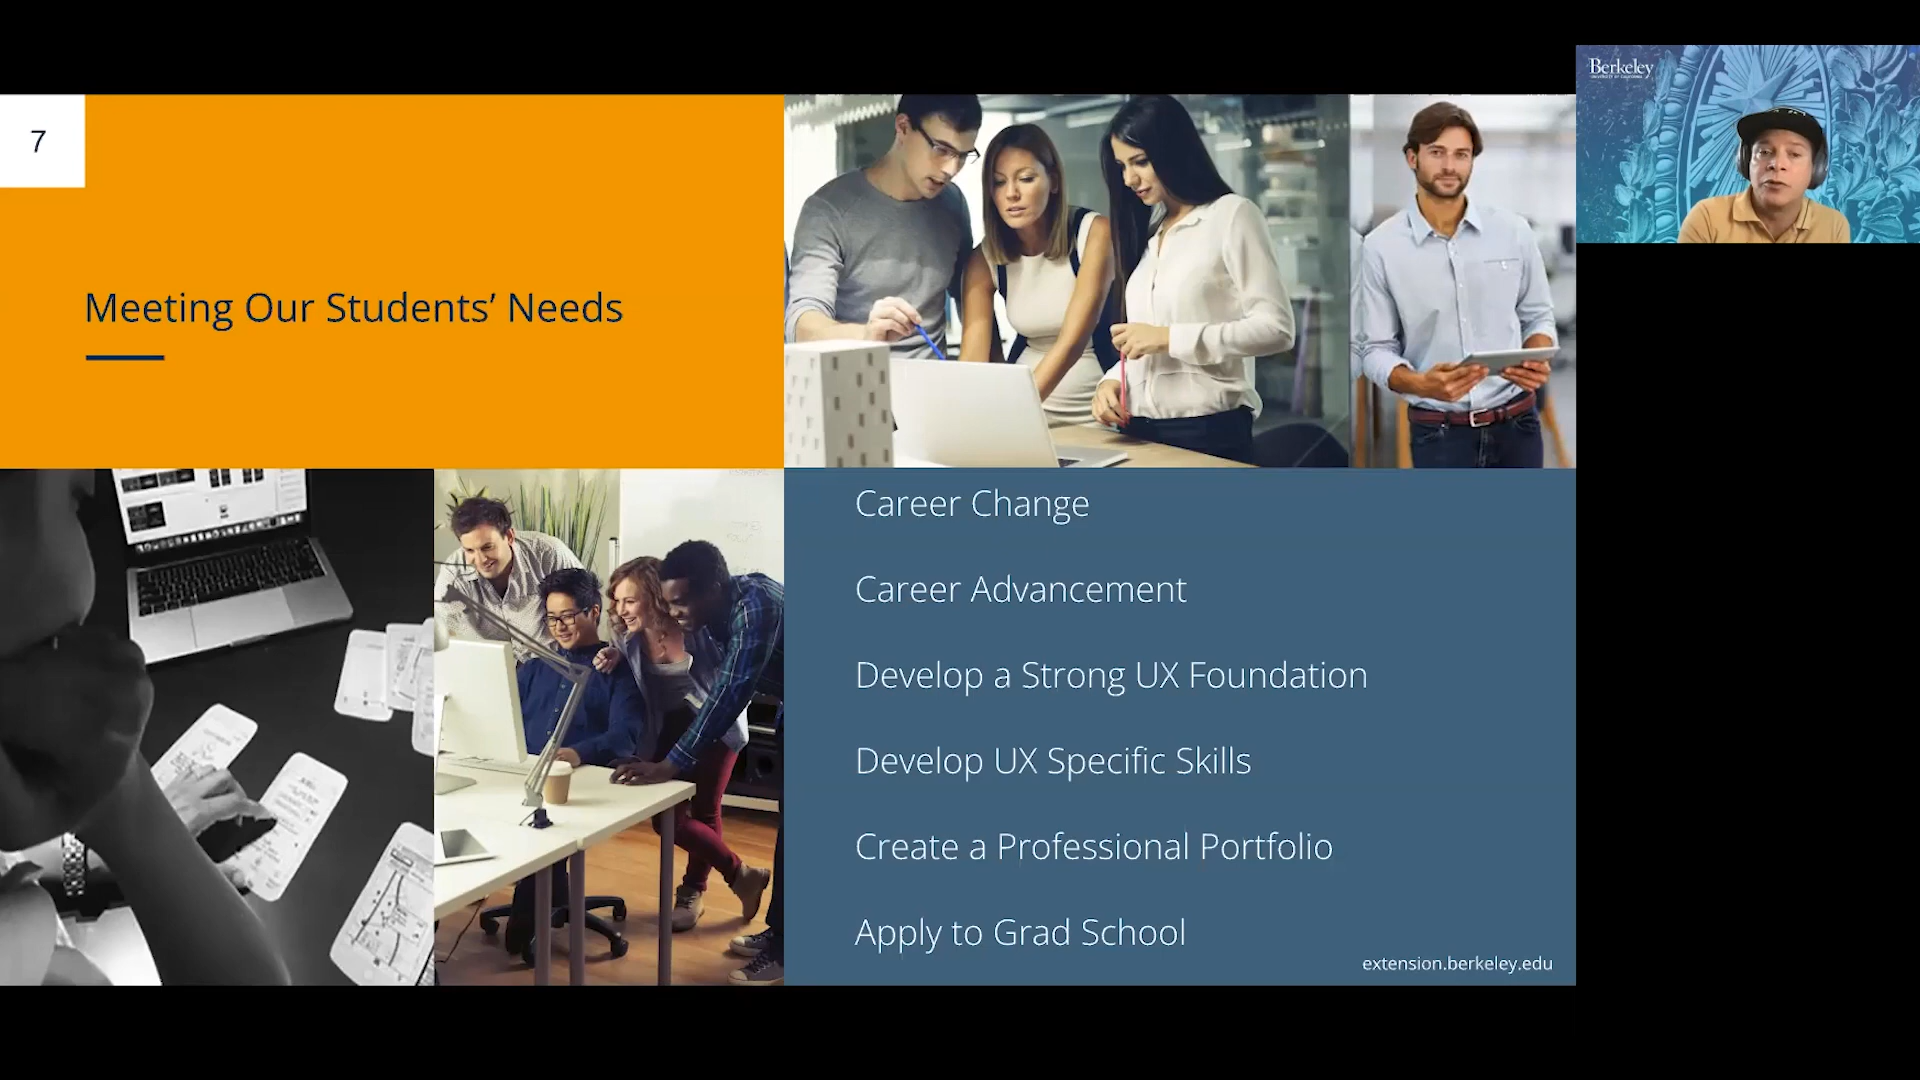 7
Meeting Our Students’ Needs
Career Change
Career Advancement
Develop a Strong UX Foundation
Develop UX Specific Skills
Create a Professional Portfolio
Apply to Grad School
extension.berkeley.edu
Berkeley